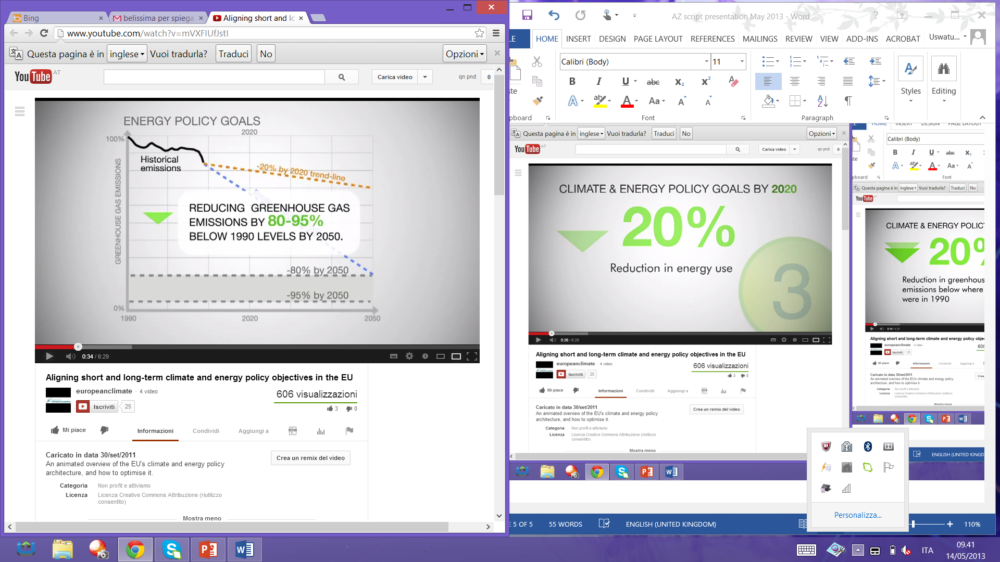 Bing
belissima per spiega
Aligning short and lc
www.youtube.com/watch?v=mVXFIUfJstI
Questa pagina è in inglese Vuoi tradurla? Traduci No Opzioni
YouTube AT
Carica video
qn pnd
0
ENERGY POLICY GOALS
2020
100%
Historical
emissions
-20% by 2020 trend-line
GREENHOUSE GAS EMISSIONS
REDUCING GREENHOUSE GAS
EMISSIONS BY 80-95%
BELOW 1990 LEVELS BY 2050.
-80% by 2050
-95% by 2050
0%
1990 2020 2050
0:34 / 6:29
Aligning short and long-term climate and energy policy objectives in the EU
europeanclimate · 4 video
Iscriviti 25
606 visualizzazioni
3 0
Mi piace
Informazioni Condividi Aggiungi a
Caricato in data 30/set/2011
An animated overview of the EU's climate and energy policy
architecture, and how to optimise it.
Crea un remix del video
Categoria Non profit e attivismo
Licenza Licenza Creative Commons Attribuzione (riutilizzo
consentito)
Mostra meno
AZ script presentation May 2013 - Word
LE HOME INSERT DESIGN PAGE LAYOUT REFERENCES MAILINGS REVIEW VIEW ADD-INS ACROBAT Uswatu...
Calibri (Body) 11
ste
pboard Font Paragraph
Styles Editing
Questa pagina è in inglese Vuoi tradurla? Traduci No Opzioni
YouTube AT
Carica video
qn pnd
0
CLIMATE & ENERGY POLICY GOALS BY 2020
20%
Reduction in energy use
3
0:26 / 6:29
Aligning short and long-term climate and energy policy objectives in the EU
europeanclimate · 4 video
Iscriviti 25
606 visualizzazioni
3 0
Mi piace
Informazioni Condividi Aggiungi a
Caricato in data 30/set/2011
An animated overview of the EU's climate and energy policy
architecture, and how to optimise it.
Crea un remix del video
Categoria Non profit e attivismo
Licenza Licenza Creative Commons Attribuzione (riutilizzo
consentito)
Mostra meno
HOME INSERT DESIGN PAGE LAYOUT
Calibri (Body)
pboard Font
Questa pagina è in inglese Vuoi tradurla? Traduci No
YouTube
CLIMATE & ENERGY POLIC
20%
Reduction in greenhous
emissions below where
were in 1990
0:14 / 6:29
Aligning short and long-term climate and energy policy obje
europeanclimate · 4 video
Iscriviti 25
606
Mi piace
Informazioni Condividi Aggiungi a
Caricato in data 30/set/2011
An animated overview of the EU's climate and energy policy
architecture, and how to optimise it.
Crea
Categoria Non profit e attivismo
Licenza Licenza Creative Commons Attribuzione (riutilizzo
consentito)
Mostra meno
ENGLISH (UNITED KINGD
Personalizza...
E 5 OF 5 55 WORDS ENGLISH (UNITED KINGDOM)
110%
ITA
09.41
14/05/2013